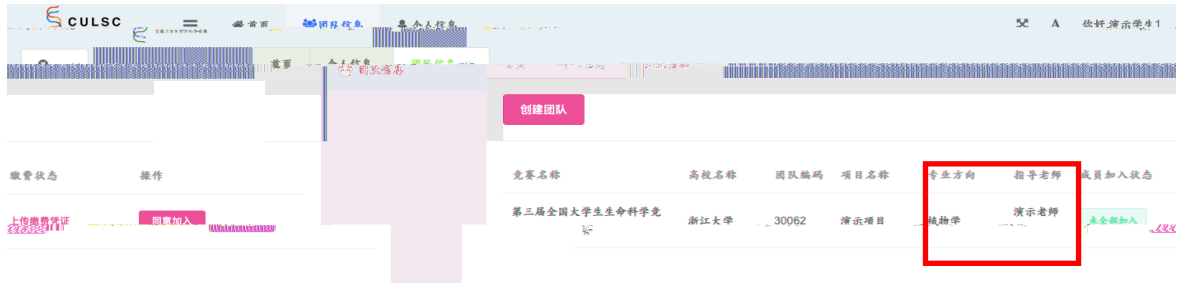 CULSC
首页 团队信息 个人信息 A 你好,演示学生1
首页 个人信息 团队信息
团队信息
创建团队
缴费状态 操作 竞赛名称 高校名称 团队编码 项目名称 专业方向 指导老师 成员加入状态
上传缴费凭证 同意加入 第三届全国大学生生命科学竞 浙江大学 30062 演示项目 植物学 演示老师 未全部加入